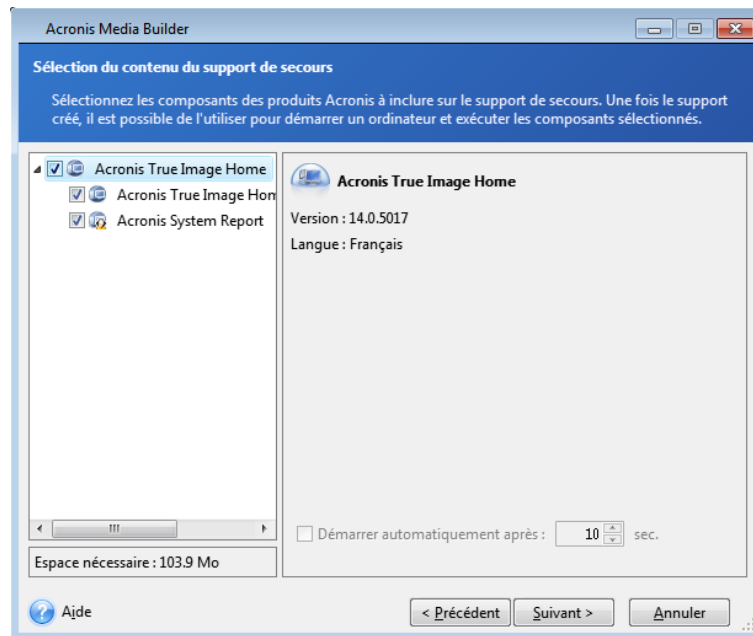 Acronis Media Builder
Sélection du contenu du support de secours
Sélectionnez les composants des produits Acronis à inclure sur le support de secours. Une fois le support
créé, il est possible de l'utiliser pour démarrer un ordinateur et exécuter les composants sélectionnés.
Acronis True Image Home
Acronis True Image Hon
Acronis System Report
Acronis True Image Home
Version : 14.0.5017
Langue : Français
Démarrer automatiquement après : 10 sec.
Espace nécessaire : 103.9 Mo
Aide
< Précédent Suivant > Annuler